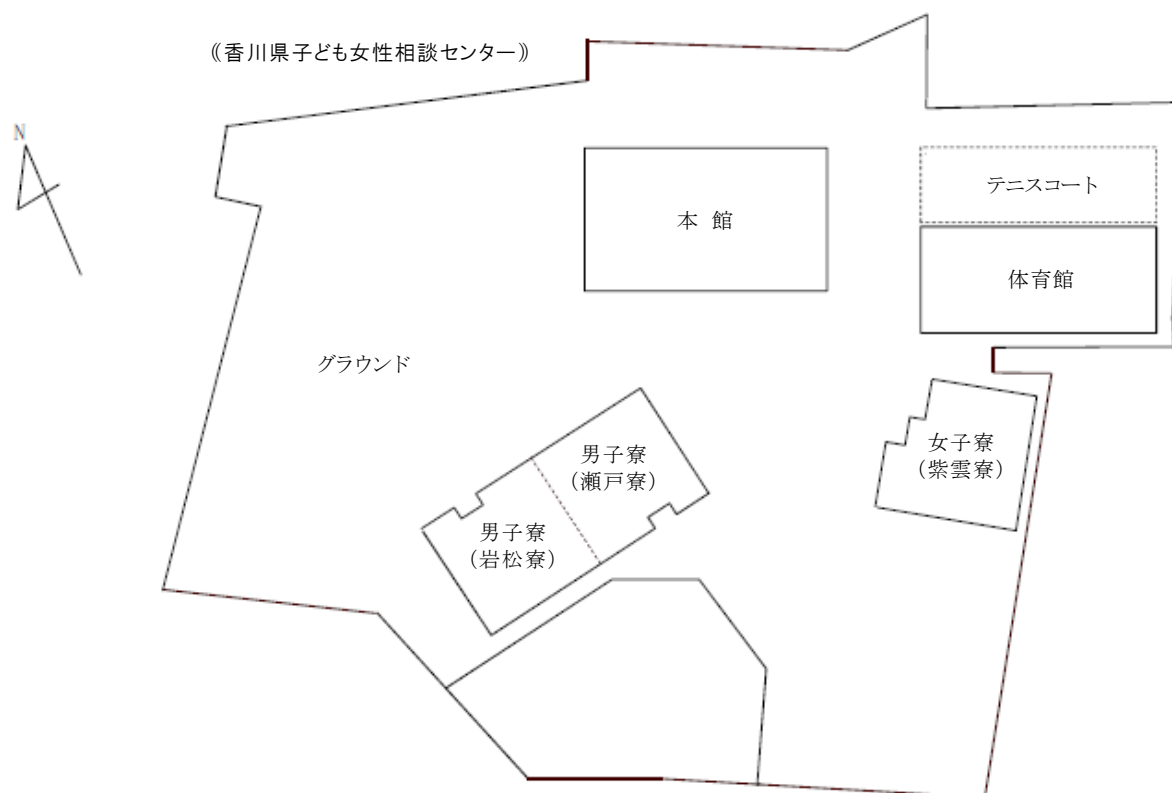 《香川県子ども女性相談センター》
N
テニスコート
本 館
体育館
グラウンド
女子寮
（紫雲寮）
男子寮
（瀬戸寮）
男子寮
（岩松寮）